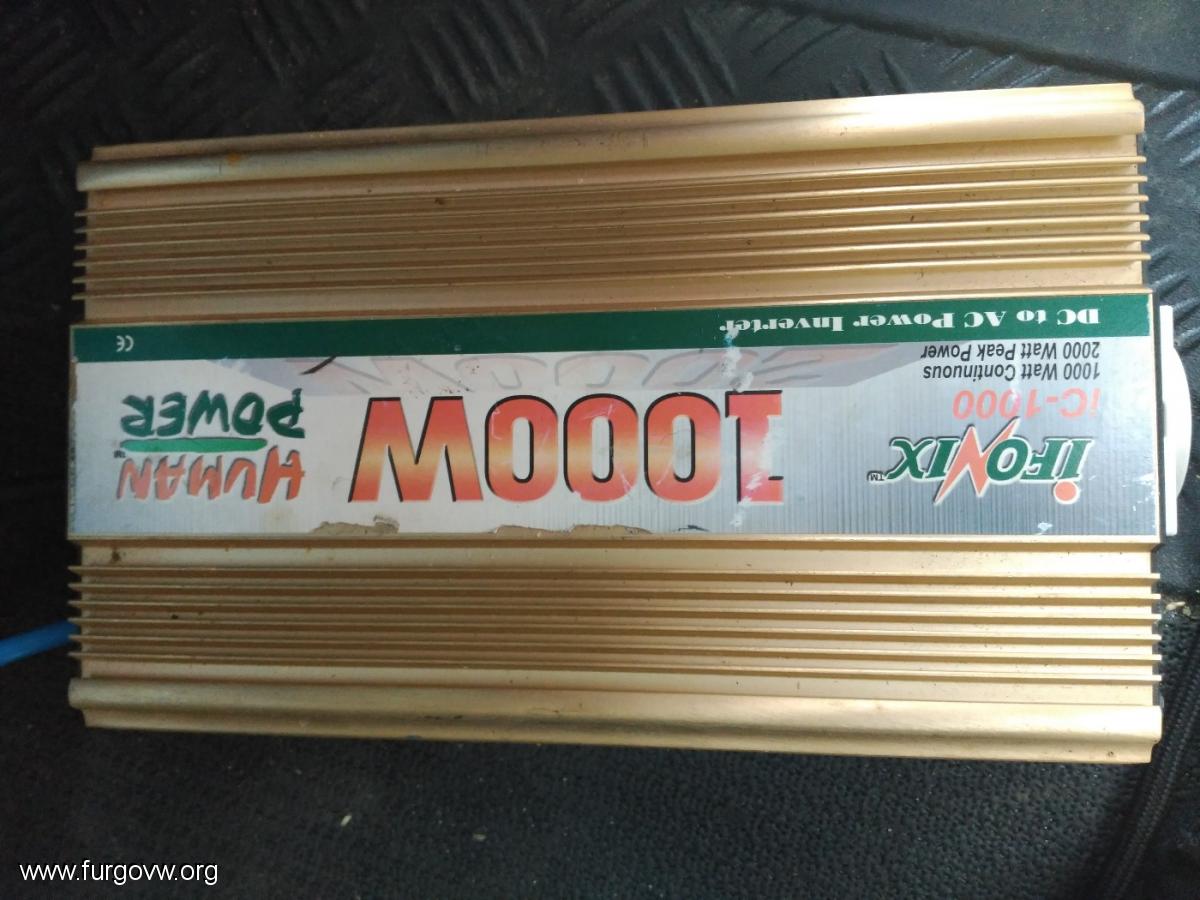 iFONIX™
iC-1000
1000 Watt Continuous
2000 Watt Peak Power
1000W
HUMAN™
POWER
DC to AC Power Inverter
CE
www.furgovw.org